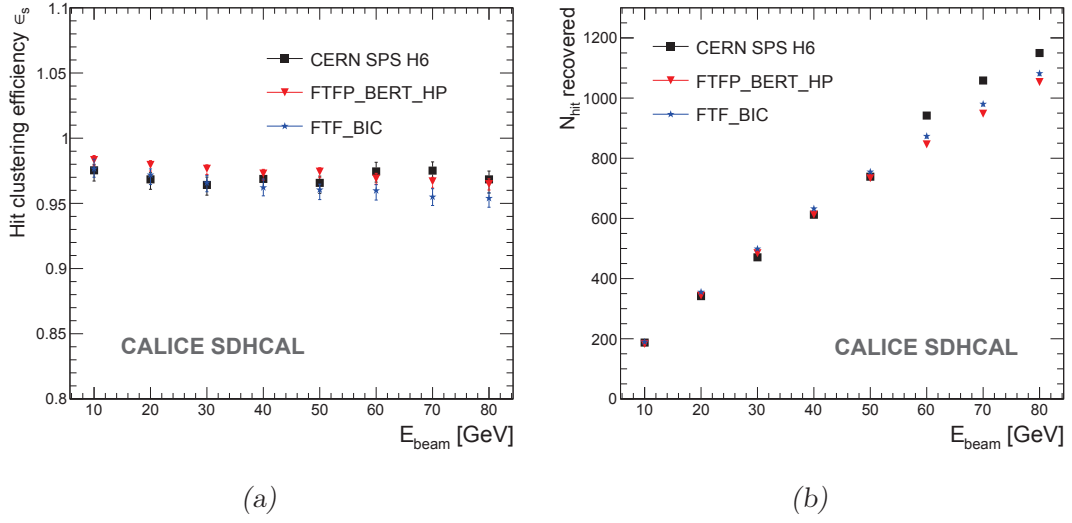 Hit clustering efficiency ϵ_s
1.1
1.05
1
0.95
0.9
0.85
0.8
CERN SPS H6
FTFP_BERT_HP
FTF_BIC
CALICE SDHCAL
10 20 30 40 50 60 70 80
E_beam [GeV]
(a)
N_hit recovered
1200
1000
800
600
400
200
0
CERN SPS H6
FTFP_BERT_HP
FTF_BIC
CALICE SDHCAL
10 20 30 40 50 60 70 80
E_beam [GeV]
(b)